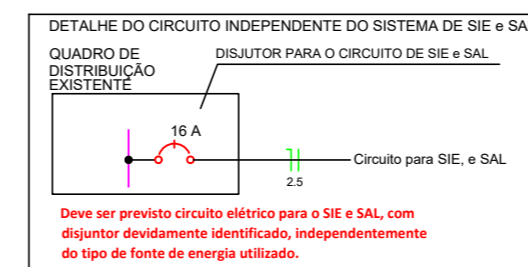 DETALHE DO CIRCUITO INDEPENDENTE DO SISTEMA DE SIE e SA
QUADRO DE
DISTRIBUIÇÃO
EXISTENTE
DISJUTOR PARA O CIRCUITO DE SIE e SAL
16 A
Circuito para SIE, e SAL
2.5
Deve ser previsto circuito elétrico para o SIE e SAL, com
disjuntor devidamente identificado, independentemente
do tipo de fonte de energia utilizado.